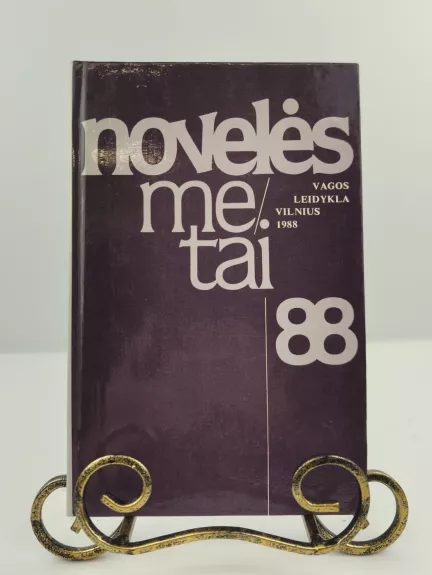 novelės
me/
tai
VAGOS
LEIDYKLA
VILNIUS
1988
88